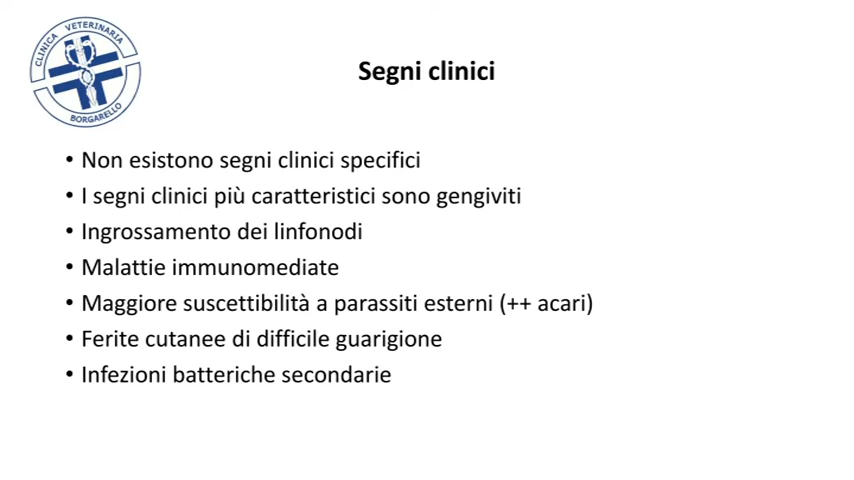 CLINICA VETERINARIA
BORGARELLO
Segni clinici
• Non esistono segni clinici specifici
• I segni clinici più caratteristici sono gengiviti
• Ingrossamento dei linfonodi
• Malattie immunomediate
• Maggiore suscettibilità a parassiti esterni (++ acari)
• Ferite cutanee di difficile guarigione
• Infezioni batteriche secondarie